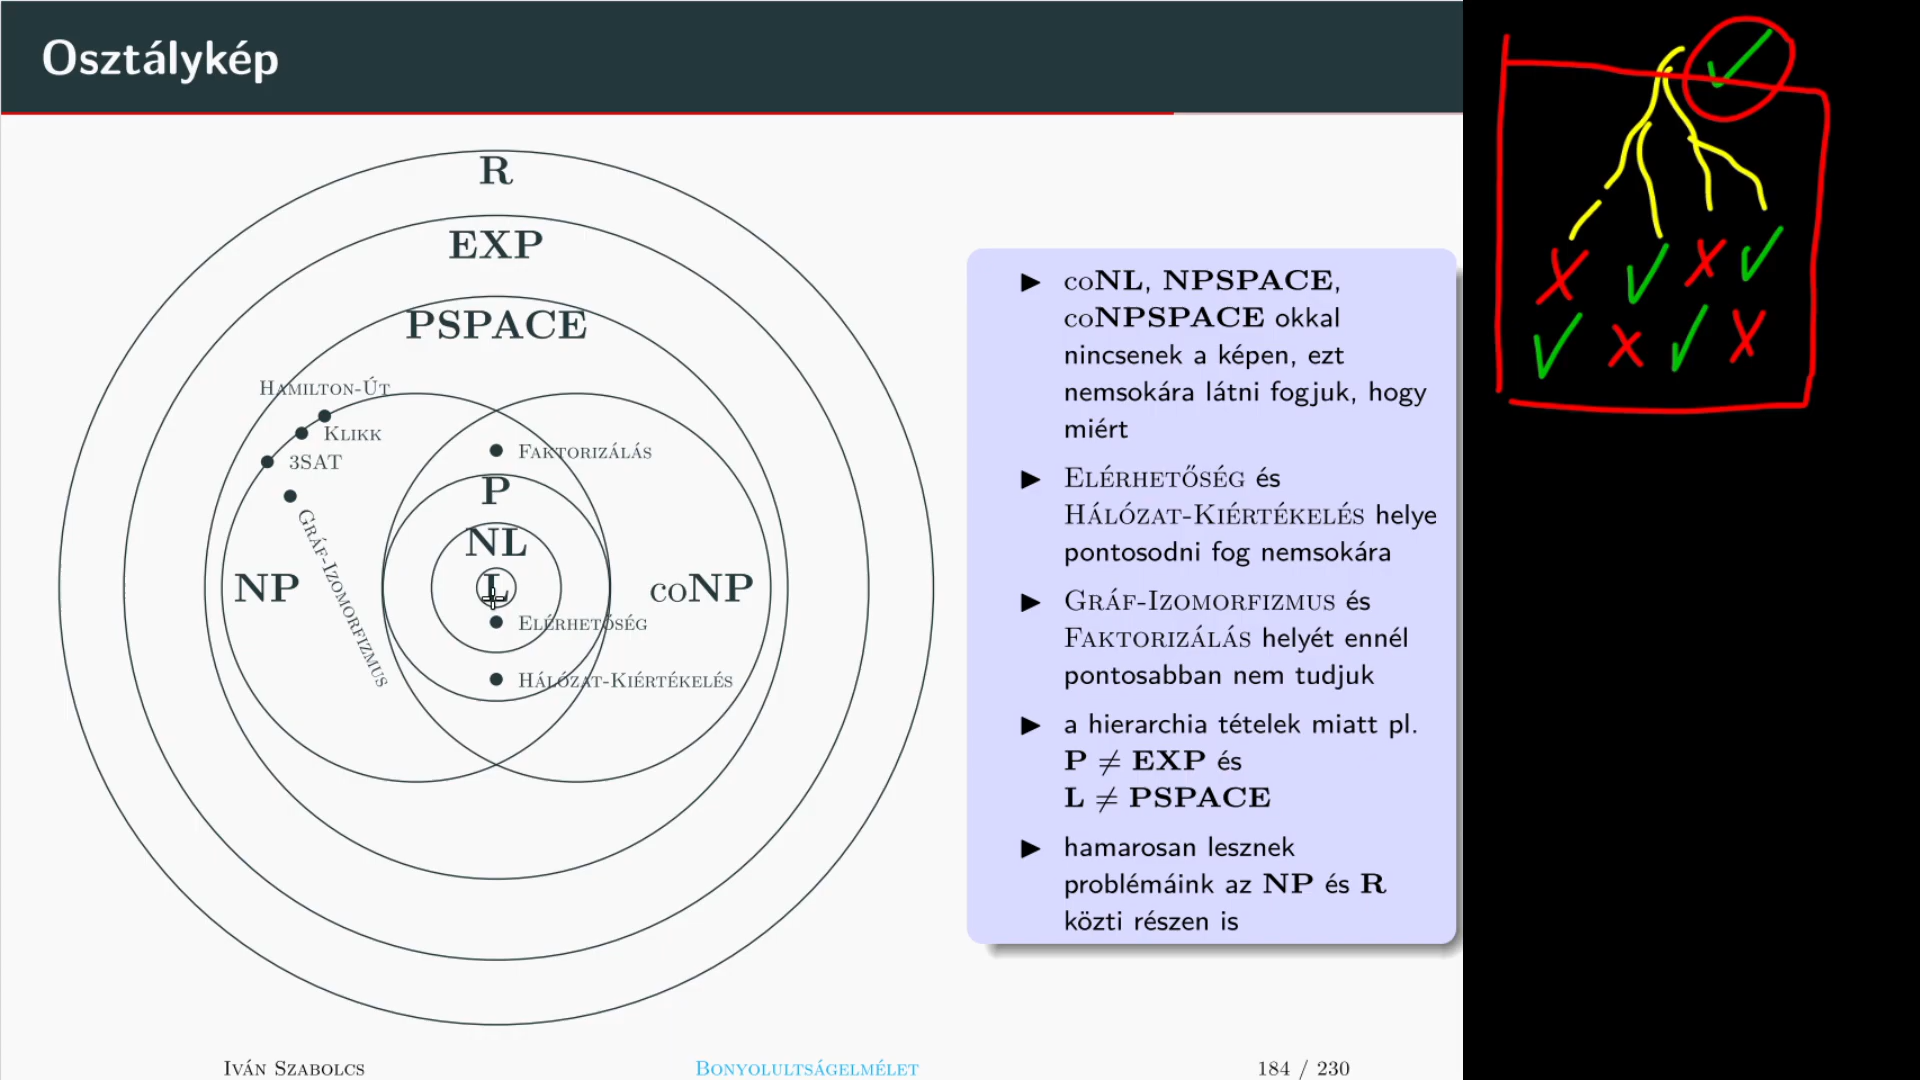 Osztálykép
R
EXP
PSPACE
Hamilton-Út
Klikk
3SAT
Gráf-Izomorfizmus
Faktorizálás
P
NL
L
NP
coNP
Elérhetőség
Hálózat-Kiértékelés
▶ coNL, NPSPACE,
coNPSPACE okkal
nincsenek a képen, ezt
nemsokára látni fogjuk, hogy
miért
▶ Elérhetőség és
Hálózat-Kiértékelés helye
pontosodni fog nemsokára
▶ Gráf-Izomorfizmus és
Faktorizálás helyét ennél
pontosabban nem tudjuk
▶ a hierarchia tételek miatt pl.
P ≠ EXP és
L ≠ PSPACE
▶ hamarosan lesznek
problémáink az NP és R
közti részen is
Iván Szabolcs
Bonyolultságelmélet
184 / 230